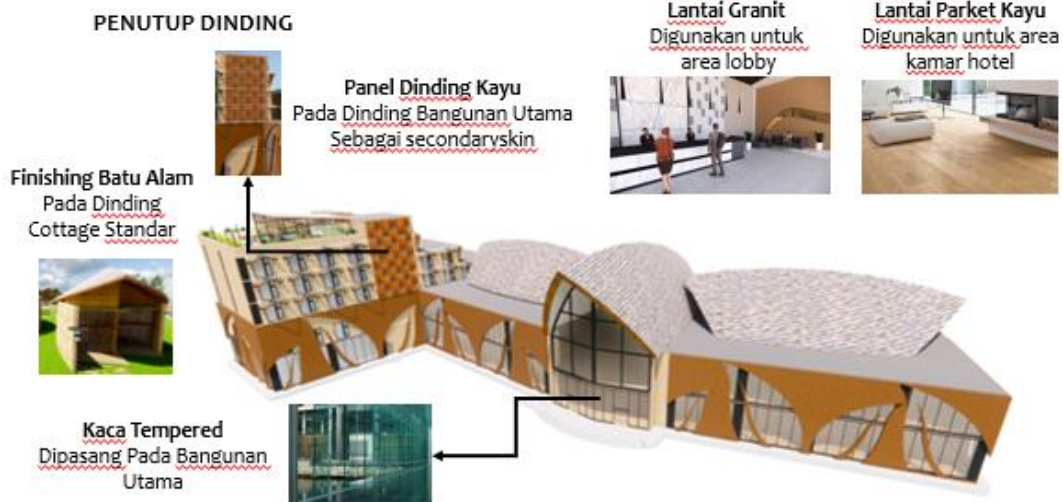 PENUTUP DINDING
Panel Dinding Kayu
Pada Dinding Bangunan Utama
Sebagai secondaryskin
Finishing Batu Alam
Pada Dinding
Cottage Standar
Kaca Tempered
Dipasang Pada Bangunan
Utama
Lantai Granit
Digunakan untuk
area lobby
Lantai Parket Kayu
Digunakan untuk area
kamar hotel